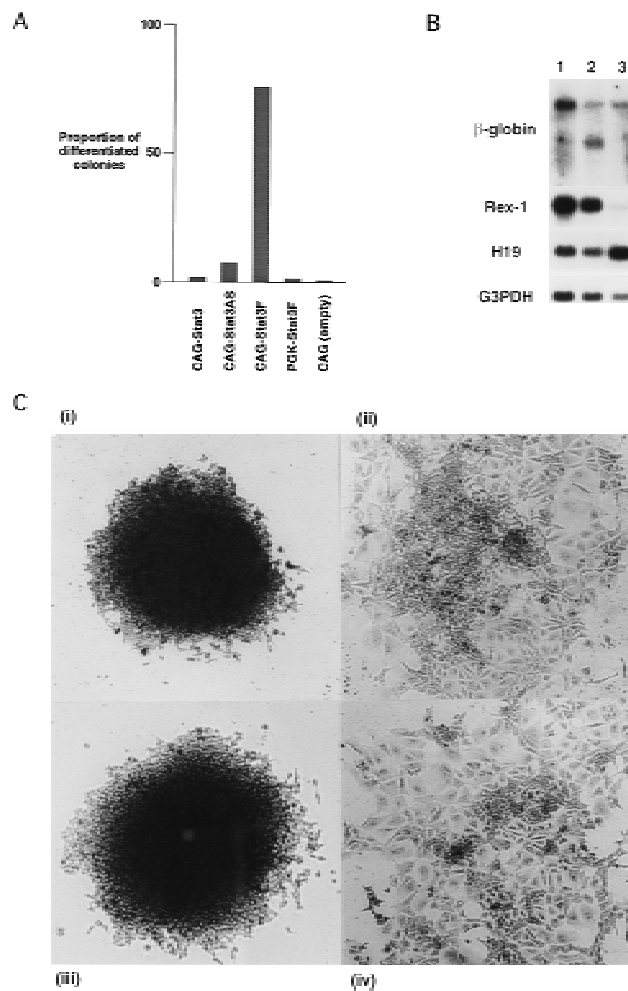 A
100
50
0
Proportion of
differentiated
colonies
CAG-Stat3
CAG-Stat3AS
CAG-Stat3F
PGK-Stat3F
CAG (empty)
B
1 2 3
β-globin
Rex-1
H19
G3PDH
C
(i) (ii)
(iii) (iv)